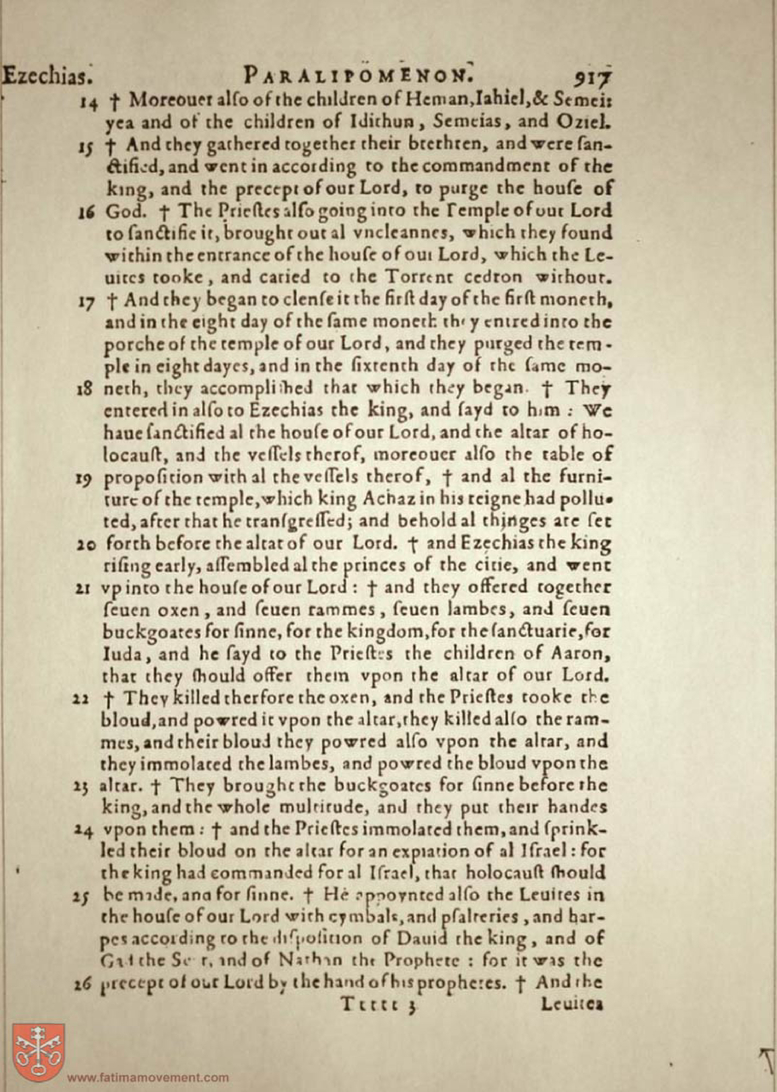 Ezechias. PARALIPOMENON. 917
14 † Moreouer alſo of the children of Heman, Iahiel, & Semei:
yea and of the children of Idithun, Semeias, and Oziel.
15 † And they gathered together their brethren, and were ſan-
ctified, and went in according to the commandment of the
king, and the precept of our Lord, to purge the houſe of
16 God. † The Prieſtes alſo going into the Temple of our Lord
to ſanctifie it, brought out al vncleannes, which they found
within the entrance of the houſe of our Lord, which the Le-
uites tooke, and caried to the Torrent cedron without.
17 † And they began to clenſe it the firſt day of the firſt moneth,
and in the eight day of the ſame moneth they entred into the
porche of the temple of our Lord, and they purged the tem-
ple in eight dayes, and in the ſixtenth day of the ſame mo-
18 neth, they accompliſhed that which they began. † They
entered in alſo to Ezechias the king, and ſayd to him: We
haue ſanctified al the houſe of our Lord, and the altar of ho-
locauſt, and the veſſels therof, moreouer alſo the table of
19 propoſition with al the veſſels therof, † and al the furni-
ture of the temple, which king Achaz in his reigne had pollu-
ted, after that he tranſgreſſed; and behold al thinges are ſet
20 forth before the altar of our Lord. † and Ezechias the king
riſing early, aſſembled al the princes of the citie, and went
21 vp into the houſe of our Lord: † and they offered together
ſeuen oxen, and ſeuen rammes, ſeuen lambes, and ſeuen
buckgoates for ſinne, for the kingdom, for the ſanctuarie, for
Iuda, and he ſayd to the Prieſtes the children of Aaron,
that they ſhould offer them vpon the altar of our Lord.
22 † They killed therfore the oxen, and the Prieſtes tooke the
bloud, and powred it vpon the altar, they killed alſo the ram-
mes, and their bloud they powred alſo vpon the altar, and
they immolated the lambes, and powred the bloud vpon the
23 altar. † They brought the buckgoates for ſinne before the
king, and the whole multitude, and they put their handes
24 vpon them: † and the Prieſtes immolated them, and ſprink-
led their bloud on the altar for an expiation of al Iſrael: for
the king had commanded for al Iſrael, that holocauſt ſhould
25 be made, and for ſinne. † He appoynted alſo the Leuites in
the houſe of our Lord with cymbals, and pſalteries, and har-
pes according to the diſpoſition of Dauid the king, and of
Gad the Seer, and of Nathan the Prophete: for it was the
26 precept of our Lord by the hand of his prophetes. † And the
Ttttt 3 Leuites
www.fatimamovement.com